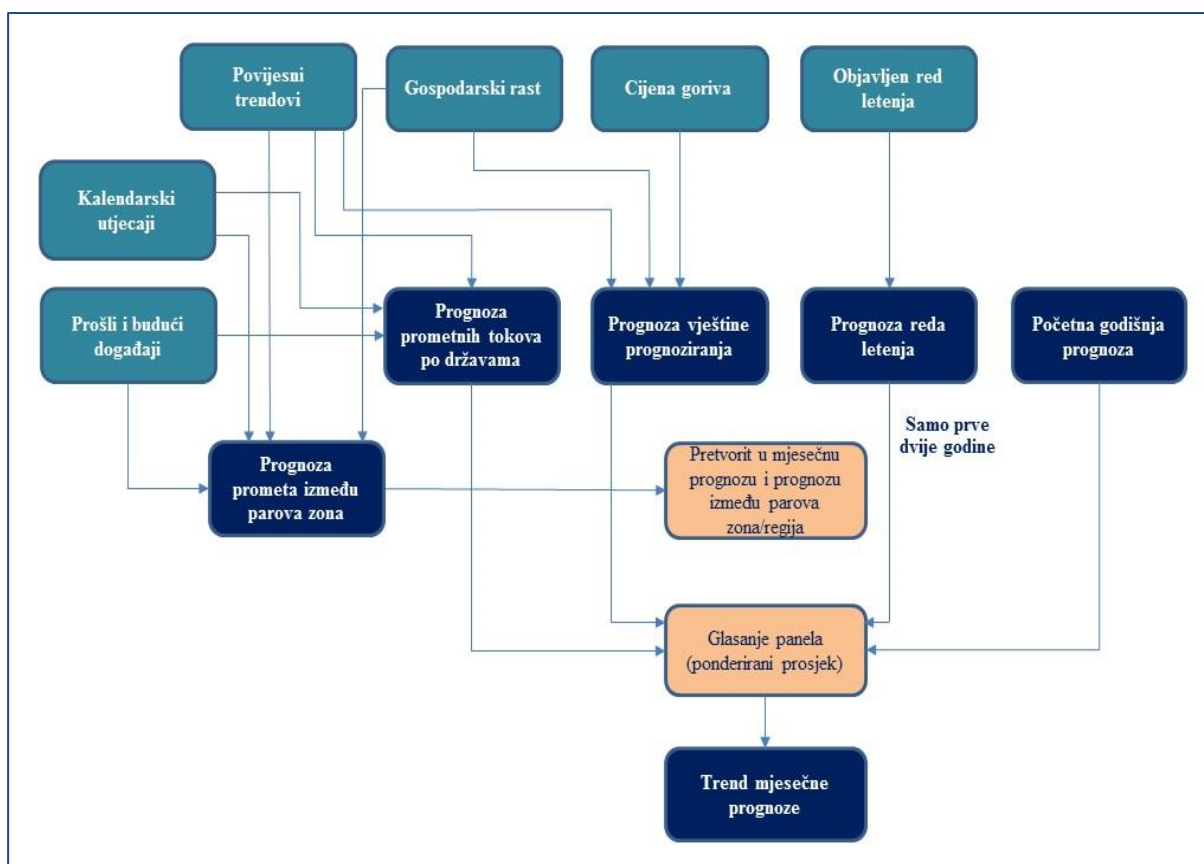 Povijesni
trendovi
Gospodarski rast
Cijena goriva
Objavljen red
letenja
Kalendarski
utjecaji
Prošli i budući
događaji
Prognoza
prometnih tokova
po državama
Prognoza vještine
prognoziranja
Prognoza reda
letenja
Početna godišnja
prognoza
Samo prve
dvije godine
Prognoza
prometa između
parova zona
Pretvorit u mjesečnu
prognozu i prognozu
između parova
zona/regija
Glasanje panela
(ponderirani prosjek)
Trend mjesečne
prognoze